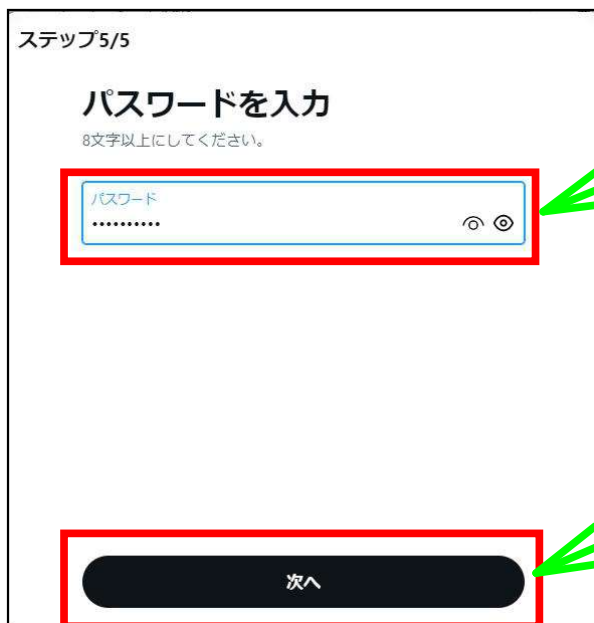 ステップ5/5
パスワードを入力
8文字以上にしてください。
パスワード
••••••••••
次へ